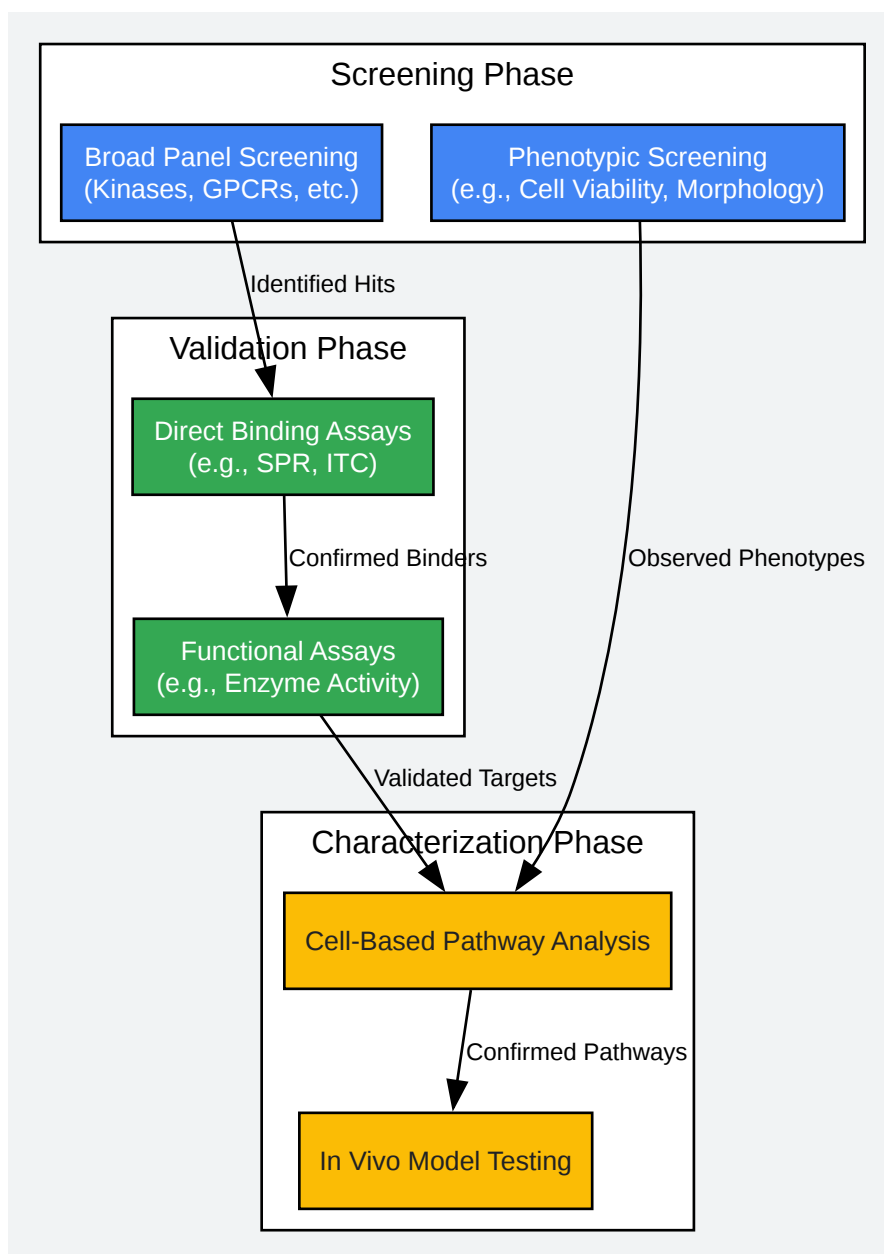 Screening Phase
Broad Panel Screening
(Kinases, GPCRs, etc.)
Phenotypic Screening
(e.g., Cell Viability, Morphology)
Identified Hits
Validation Phase
Direct Binding Assays
(e.g., SPR, ITC)
Confirmed Binders
Observed Phenotypes
Functional Assays
(e.g., Enzyme Activity)
Validated Targets
Characterization Phase
Cell-Based Pathway Analysis
Confirmed Pathways
In Vivo Model Testing